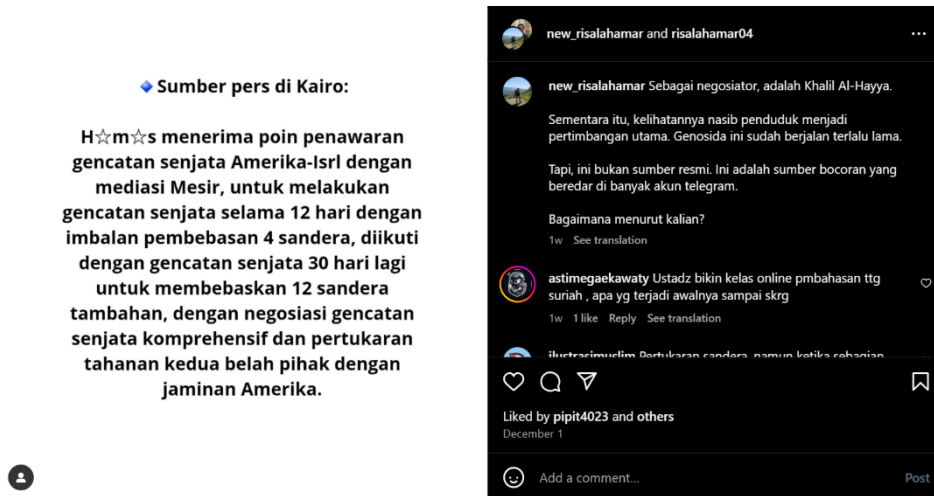 🔹 Sumber pers di Kairo:
H☆m☆s menerima poin penawaran
gencatan senjata Amerika-Isrl dengan
mediasi Mesir, untuk melakukan
gencatan senjata selama 12 hari dengan
imbalan pembebasan 4 sandera, diikuti
dengan gencatan senjata 30 hari lagi
untuk membebaskan 12 sandera
tambahan, dengan negosiasi gencatan
senjata komprehensif dan pertukaran
tahanan kedua belah pihak dengan
jaminan Amerika.
new_risalahamar and risalahamar04
new_risalahamar Sebagai negosiator, adalah Khalil Al-Hayya.
Sementara itu, kelihatannya nasib penduduk menjadi
pertimbangan utama. Genosida ini sudah berjalan terlalu lama.
Tapi, ini bukan sumber resmi. Ini adalah sumber bocoran yang
beredar di banyak akun telegram.
Bagaimana menurut kalian?
1w See translation
astimegaekawaty Ustadz bikin kelas online pmbahasan ttg
suriah , apa yg terjadi awalnya sampai skrg
1w 1 like Reply See translation
ilustrasimuslim Pertukaran sandera, namun ketika sebagian
Liked by pipit4023 and others
December 1
Add a comment...
Post